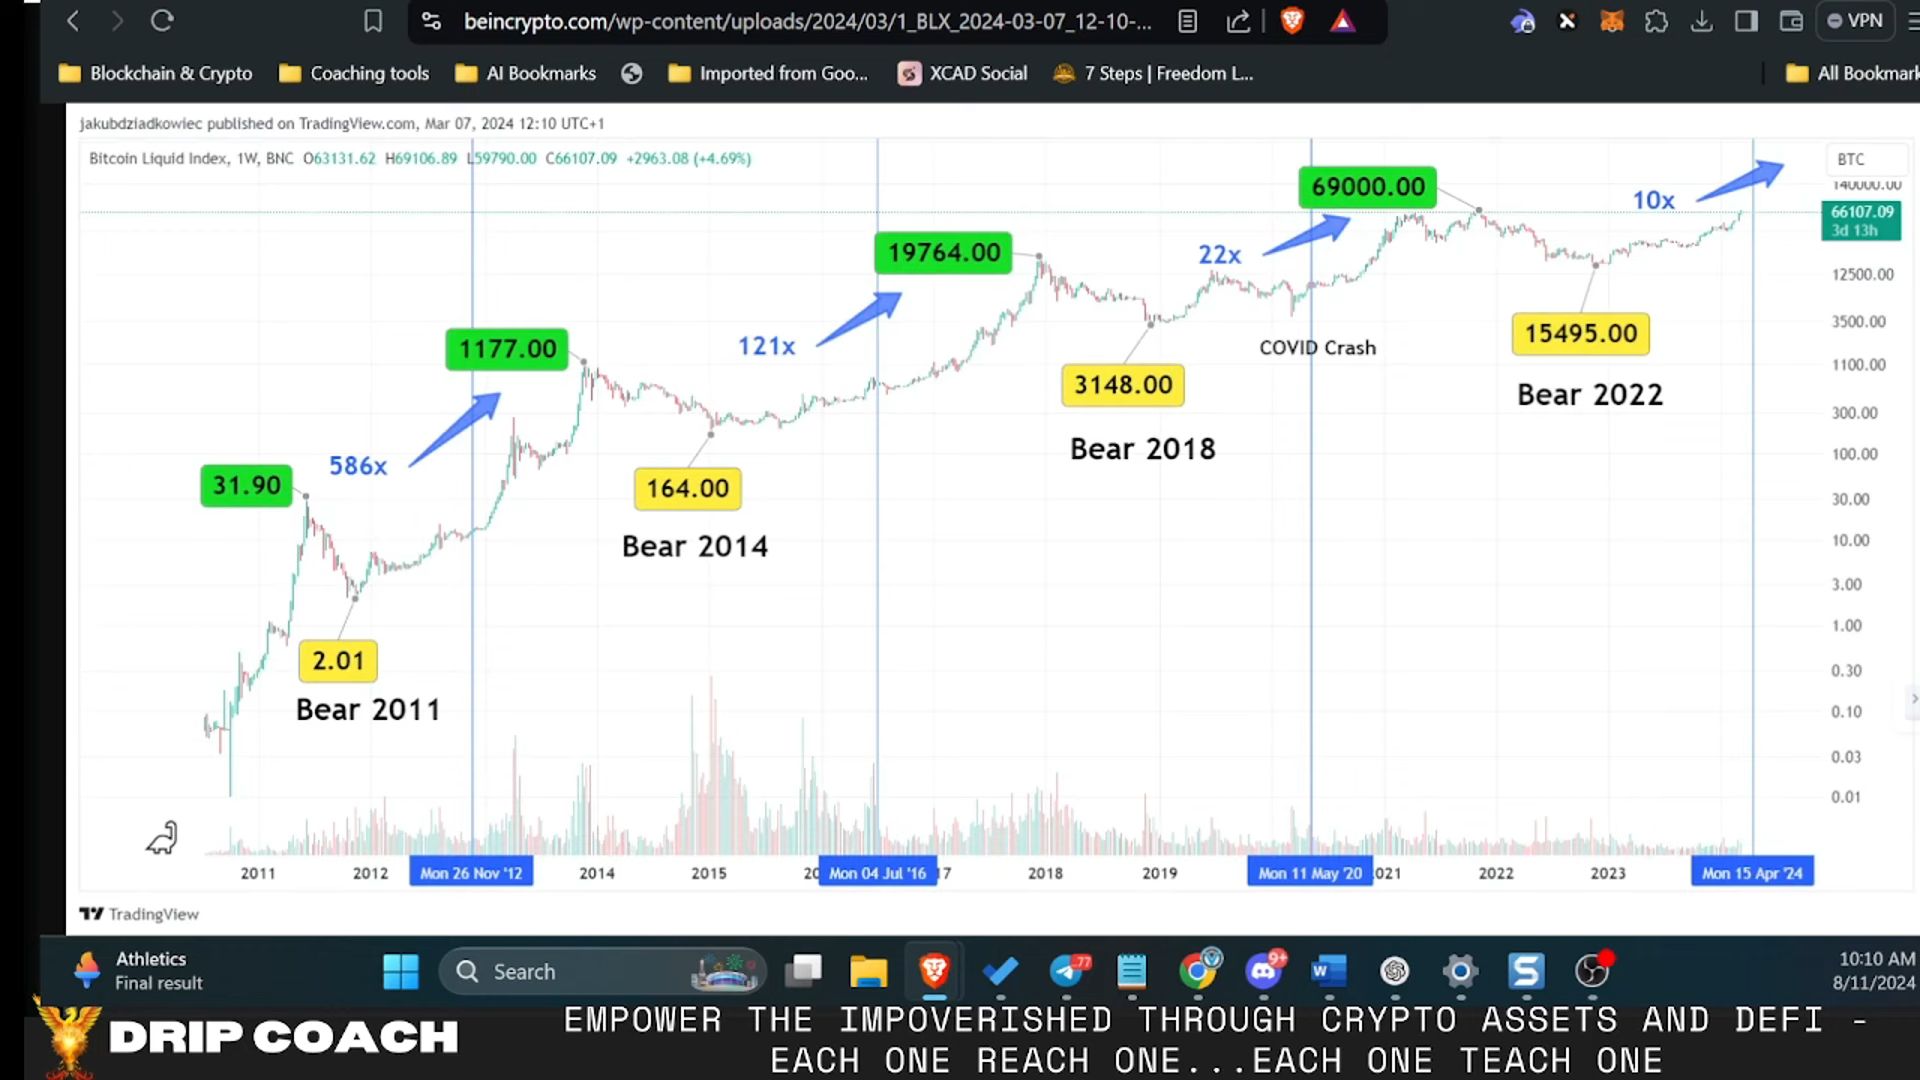 beincrypto.com/wp-content/uploads/2024/03/1_BLX_2024-03-07_12-10-...
VPN
Blockchain & Crypto
Coaching tools
AI Bookmarks
Imported from Goo...
XCAD Social
7 Steps | Freedom L...
All Bookmark
jakubdziadkowiec published on TradingView.com, Mar 07, 2024 12:10 UTC+1
Bitcoin Liquid Index, 1W, BNC O63131.62 H69106.89 L59790.00 C66107.09 +2963.08 (+4.69%)
BTC
140000.00
66107.09
3d 13h
12500.00
3500.00
1100.00
300.00
100.00
30.00
10.00
3.00
1.00
0.30
0.10
0.03
0.01
31.90
586x
2.01
Bear 2011
1177.00
121x
164.00
Bear 2014
19764.00
22x
3148.00
Bear 2018
69000.00
COVID Crash
10x
15495.00
Bear 2022
2011
2012
Mon 26 Nov '12
2014
2015
20
Mon 04 Jul '16
17
2018
2019
Mon 11 May '20
021
2022
2023
Mon 15 Apr '24
TradingView
Athletics
Final result
Search
77
9+
10:10 AM
8/11/2024
DRIP COACH
EMPOWER THE IMPOVERISHED THROUGH CRYPTO ASSETS AND DEFI -
EACH ONE REACH ONE...EACH ONE TEACH ONE